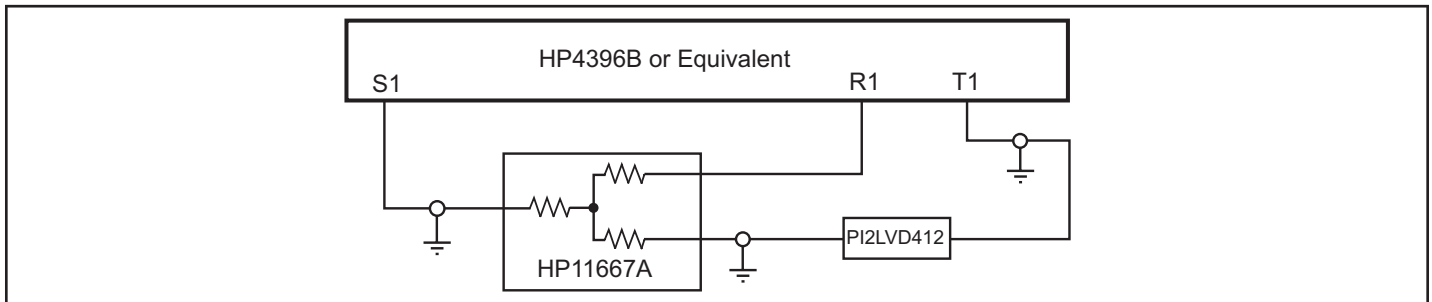 HP4396B or Equivalent
S1
R1
T1
PI2LVD412
HP11667A